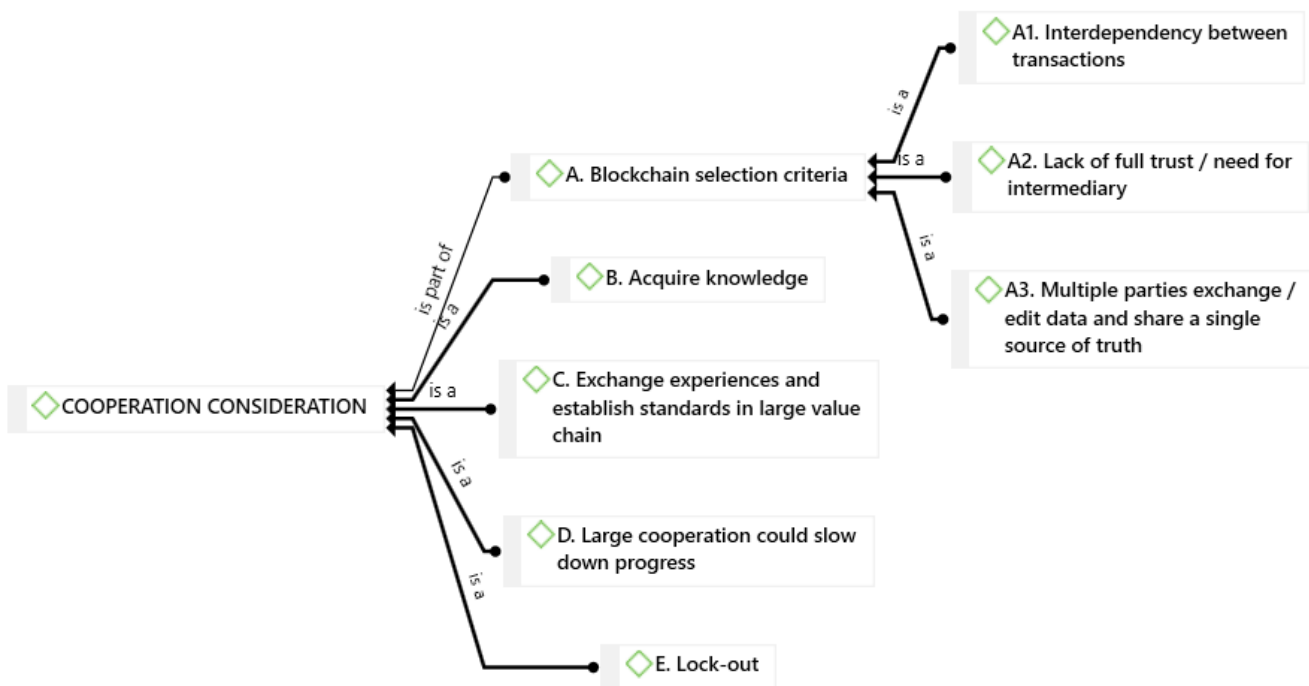 A1. Interdependency between
transactions
is a
A. Blockchain selection criteria
is a
A2. Lack of full trust / need for
intermediary
is a
A3. Multiple parties exchange /
edit data and share a single
source of truth
is part of
B. Acquire knowledge
is a
COOPERATION CONSIDERATION
is a
C. Exchange experiences and
establish standards in large value
chain
is a
D. Large cooperation could slow
down progress
is a
E. Lock-out